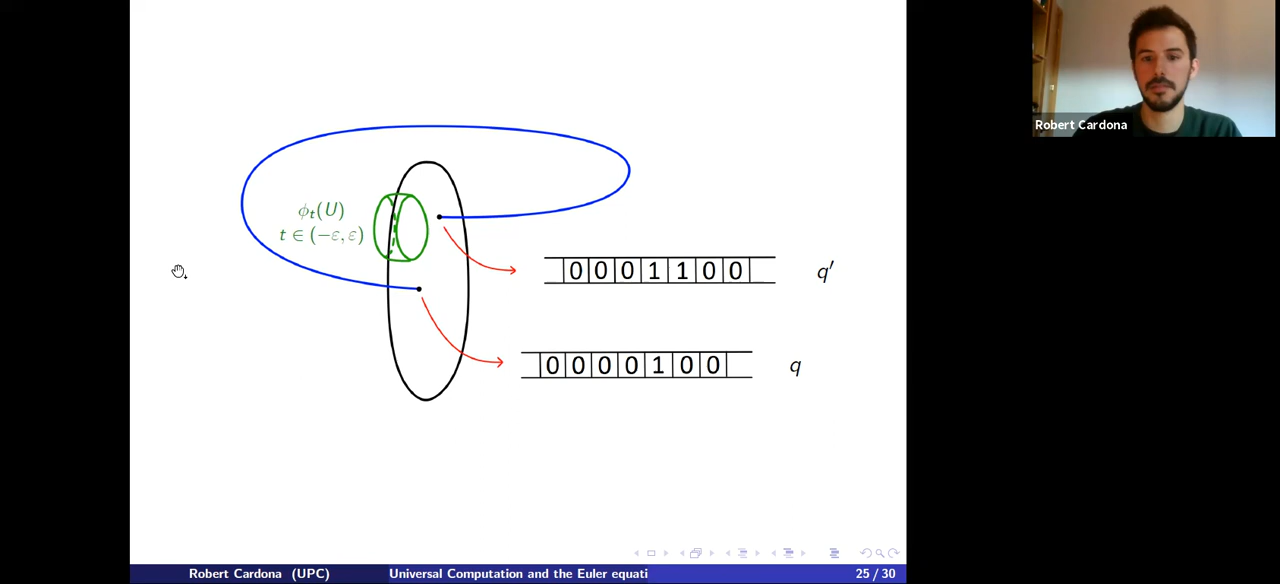 Robert Cardona
ϕₜ(U)
t ∈ (−ε, ε)
0 0 0 1 1 0 0 q′
0 0 0 0 1 0 0 q
Robert Cardona (UPC) Universal Computation and the Euler equati 25 / 30